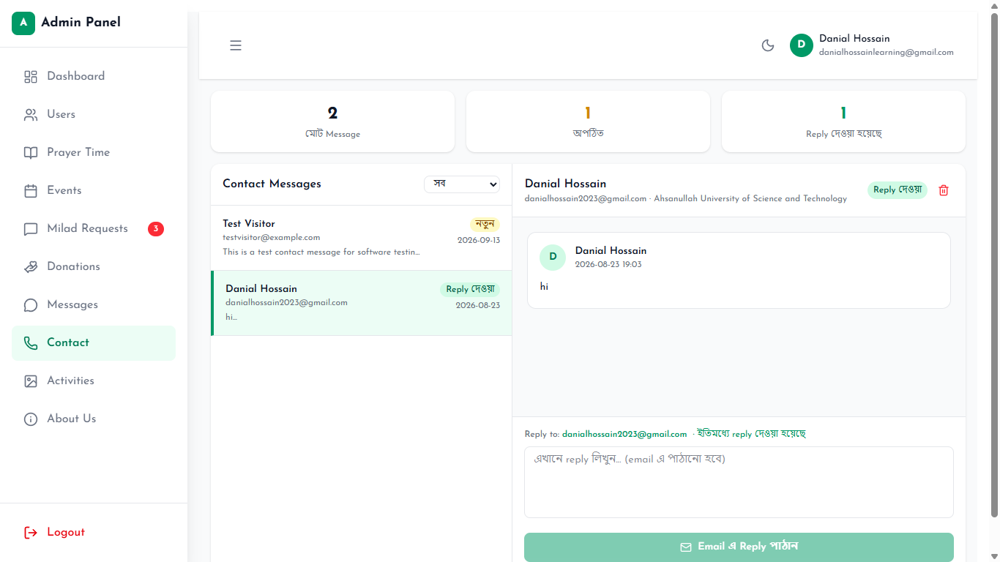 A Admin Panel
Dashboard
Users
Prayer Time
Events
Milad Requests 3
Donations
Messages
Contact
Activities
About Us
Logout
D Danial Hossain
danialhossainlearning@gmail.com
2
মোট Message
1
অপঠিত
1
Reply দেওয়া হয়েছে
Contact Messages সব
Test Visitor নতুন
testvisitor@example.com 2026-09-13
This is a test contact message for software testin...
Danial Hossain Reply দেওয়া
danialhossain2023@gmail.com 2026-08-23
hi...
Danial Hossain
danialhossain2023@gmail.com · Ahsanullah University of Science and Technology
Reply দেওয়া
D Danial Hossain
2026-08-23 19:03
hi
Reply to: danialhossain2023@gmail.com · ইতিমধ্যে reply দেওয়া হয়েছে
এখানে reply লিখুন... (email এ পাঠানো হবে)
Email এ Reply পাঠান